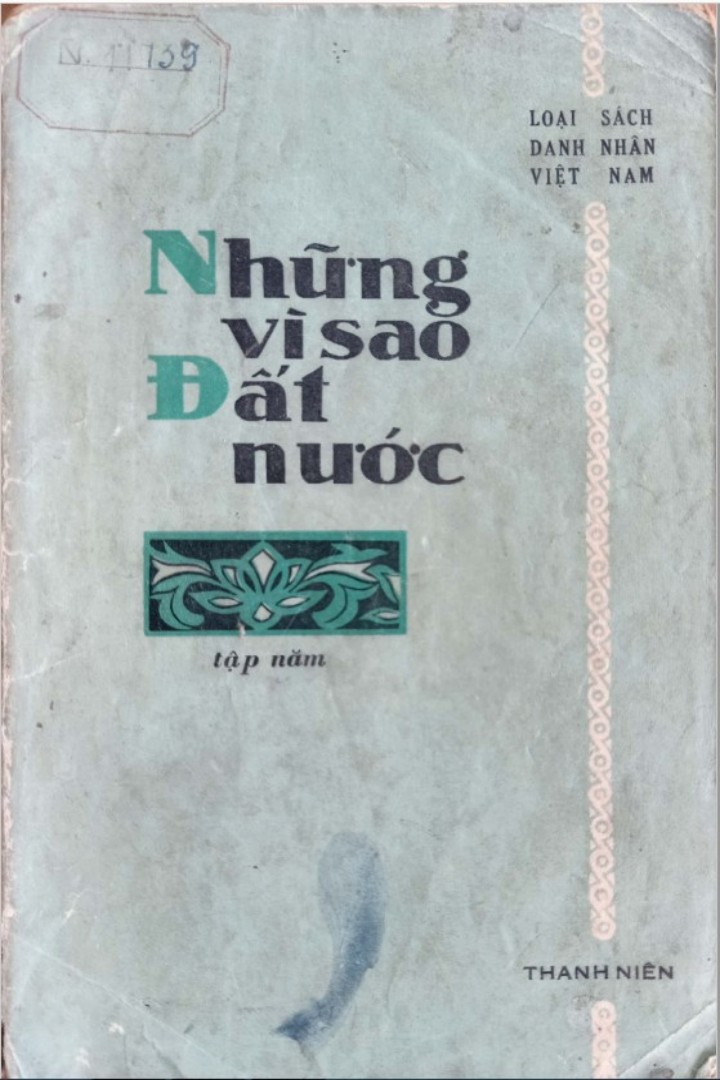 N. 11139
LOẠI SÁCH
DANH NHÂN
VIỆT NAM
Những
vì sao
Đất
nước
tập năm
THANH NIÊN